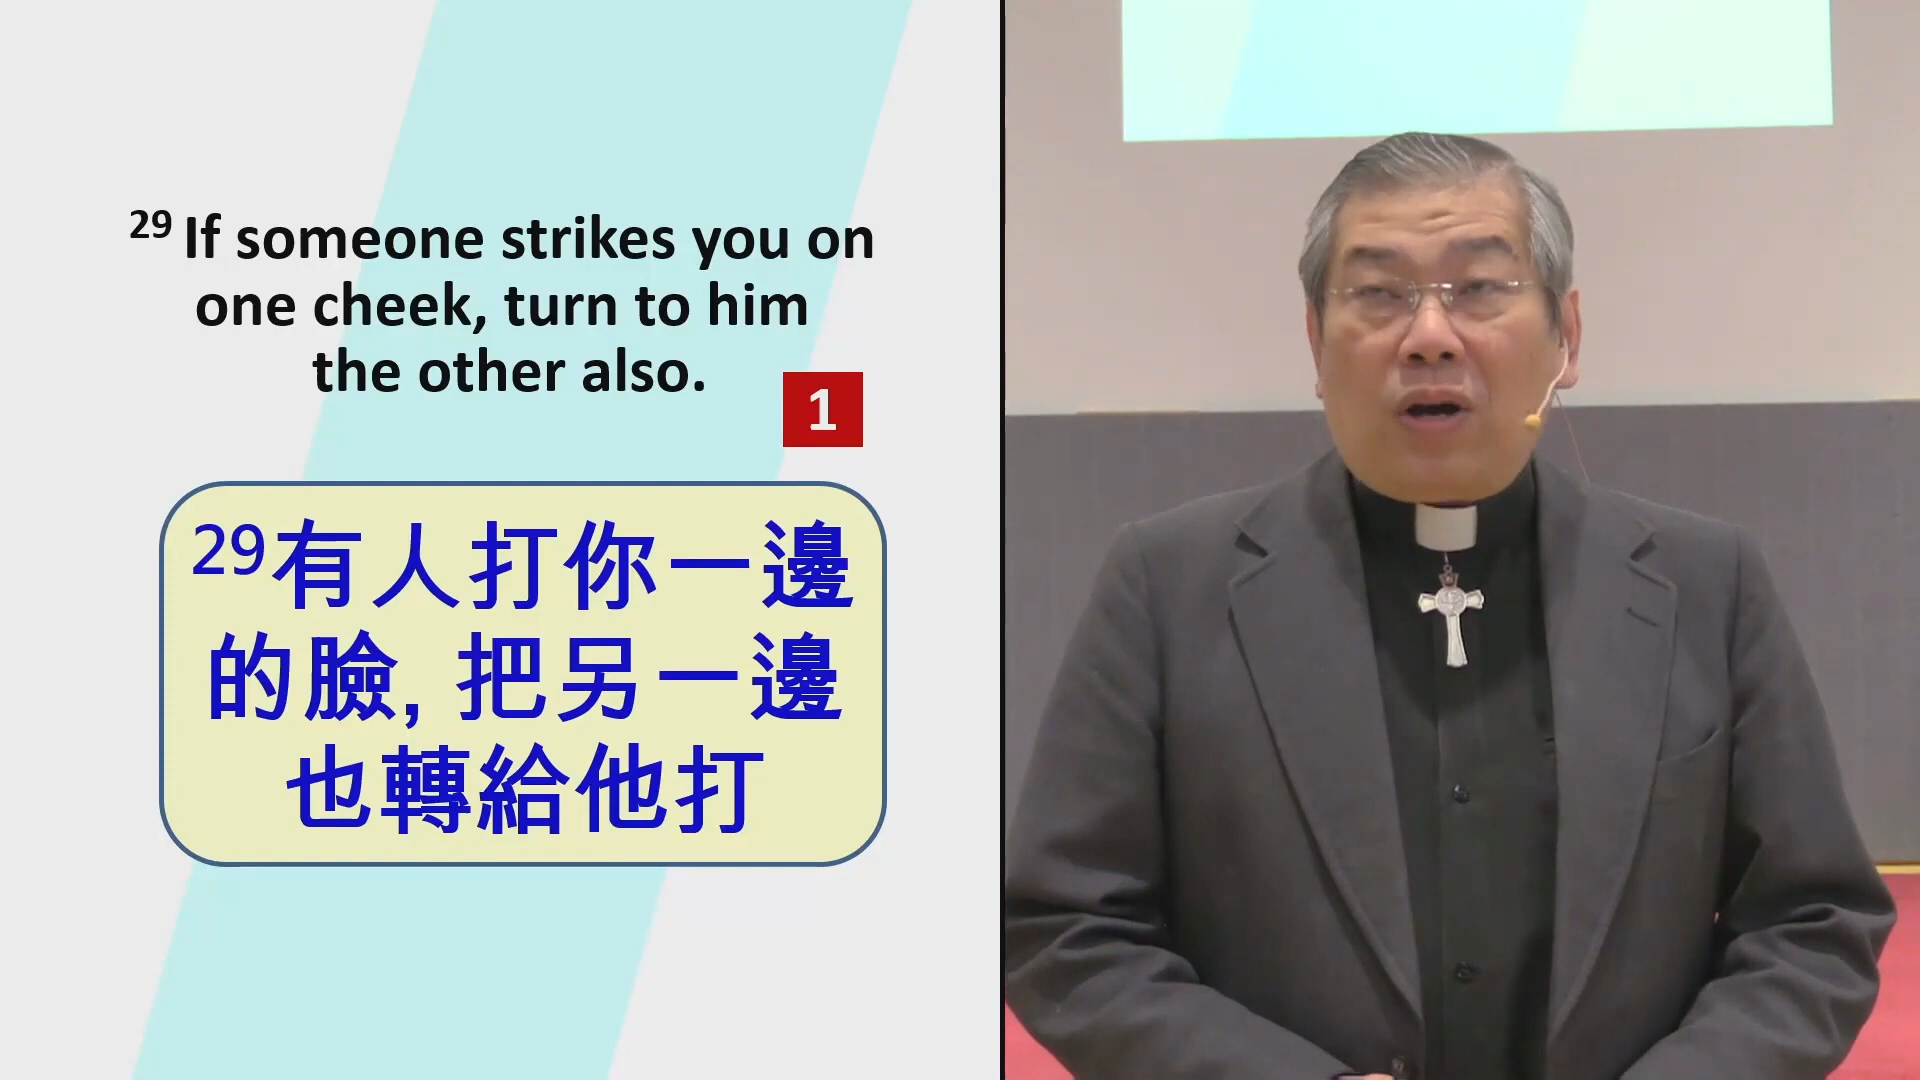 29 If someone strikes you on
one cheek, turn to him
the other also.
1
29有人打你一邊
的臉, 把另一邊
也轉給他打